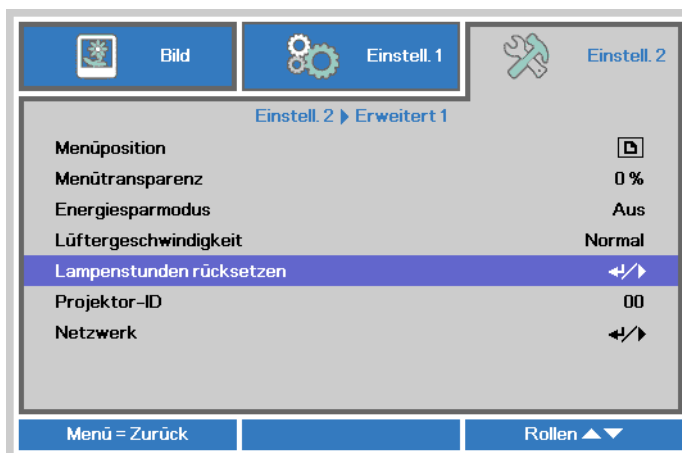 Bild
Einstell. 1
Einstell. 2
Einstell. 2 ▶ Erweitert 1
Menüposition
Menütransparenz 0 %
Energiesparmodus Aus
Lüftergeschwindigkeit Normal
Lampenstunden rücksetzen ↵/▶
Projektor-ID 00
Netzwerk ↵/▶
Menü = Zurück Rollen ▲▼